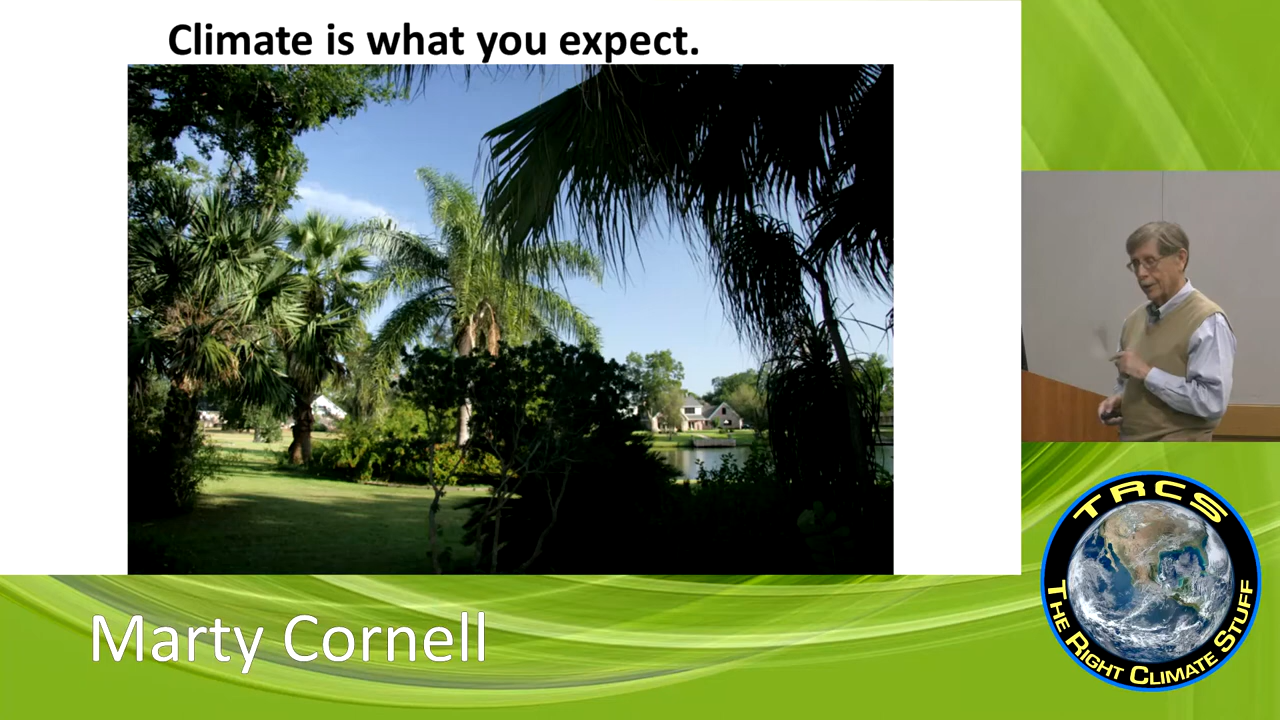 Climate is what you expect.
Marty Cornell
TRCS
THE RIGHT CLIMATE STUFF